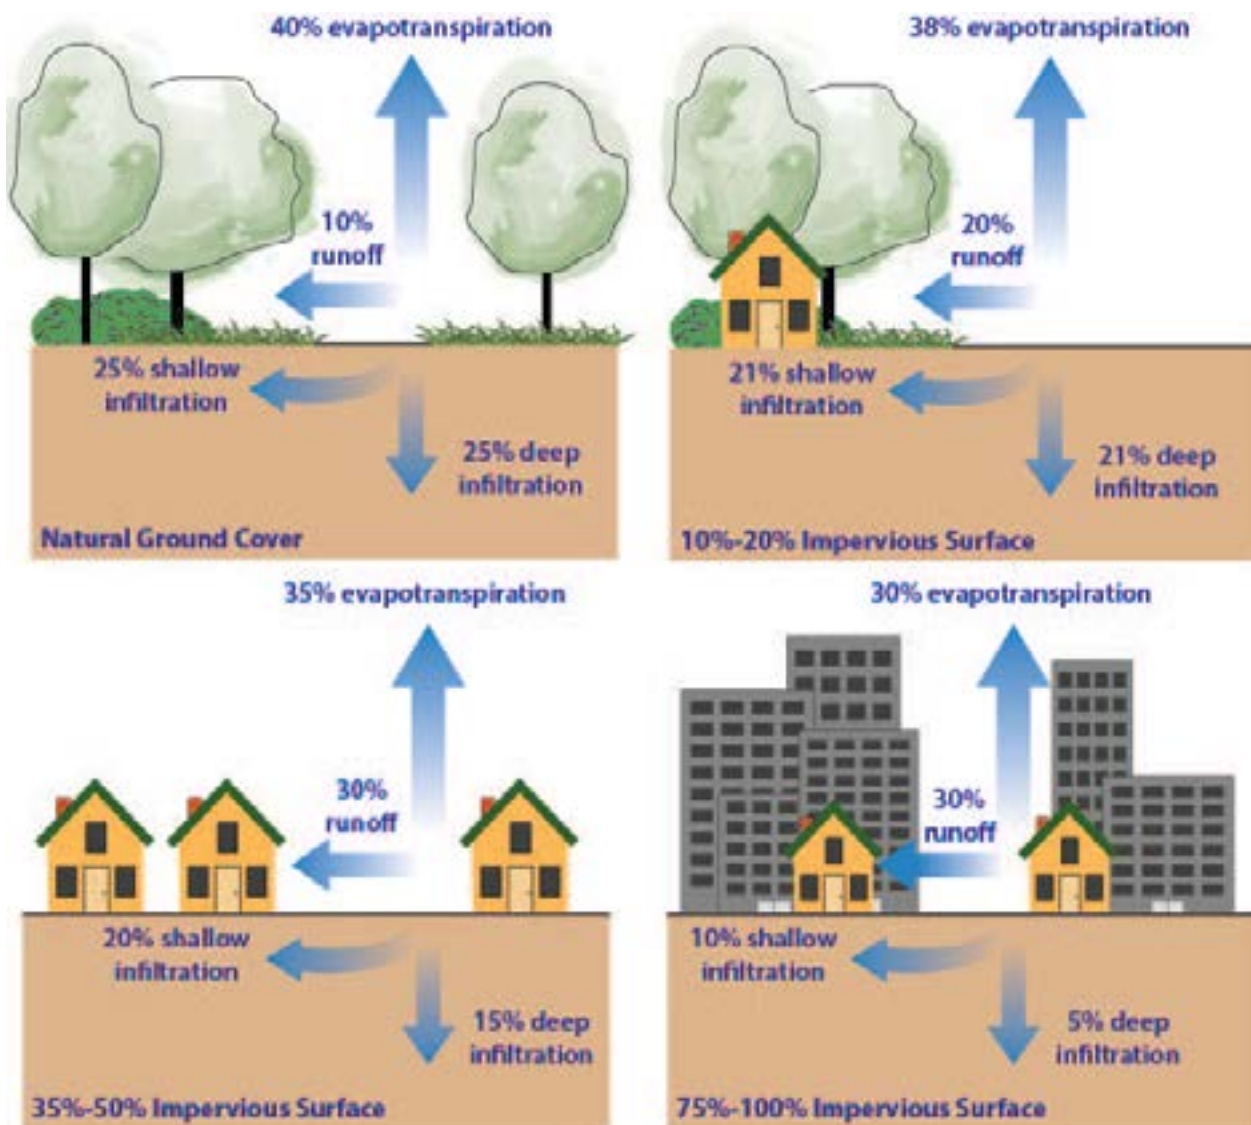 40% evapotranspiration
10%
runoff
25% shallow
infiltration
25% deep
infiltration
Natural Ground Cover
38% evapotranspiration
20%
runoff
21% shallow
infiltration
21% deep
infiltration
10%-20% Impervious Surface
35% evapotranspiration
30%
runoff
20% shallow
infiltration
15% deep
infiltration
35%-50% Impervious Surface
30% evapotranspiration
30%
runoff
10% shallow
infiltration
5% deep
infiltration
75%-100% Impervious Surface